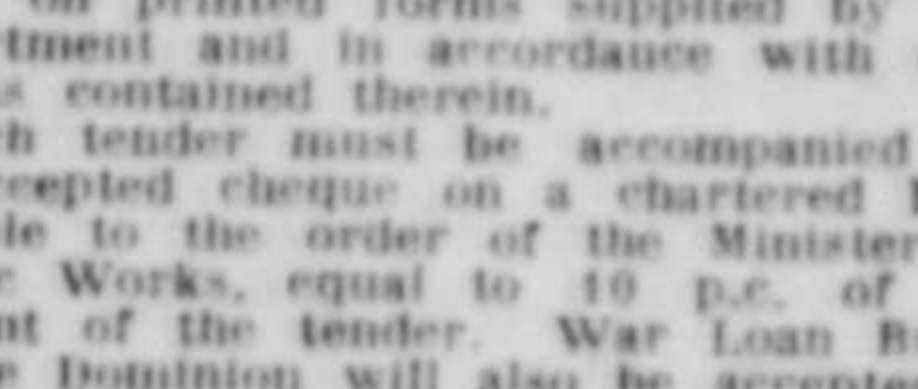 on printed forms supplied by
tment and in accordance with
s contained therein.
h tender must be accompanied
cepted cheque on a chartered
le to the order of the Minister
c Works, equal to 10 p.c. of
nt of the tender. War Loan B
e Dominion will also be accepte